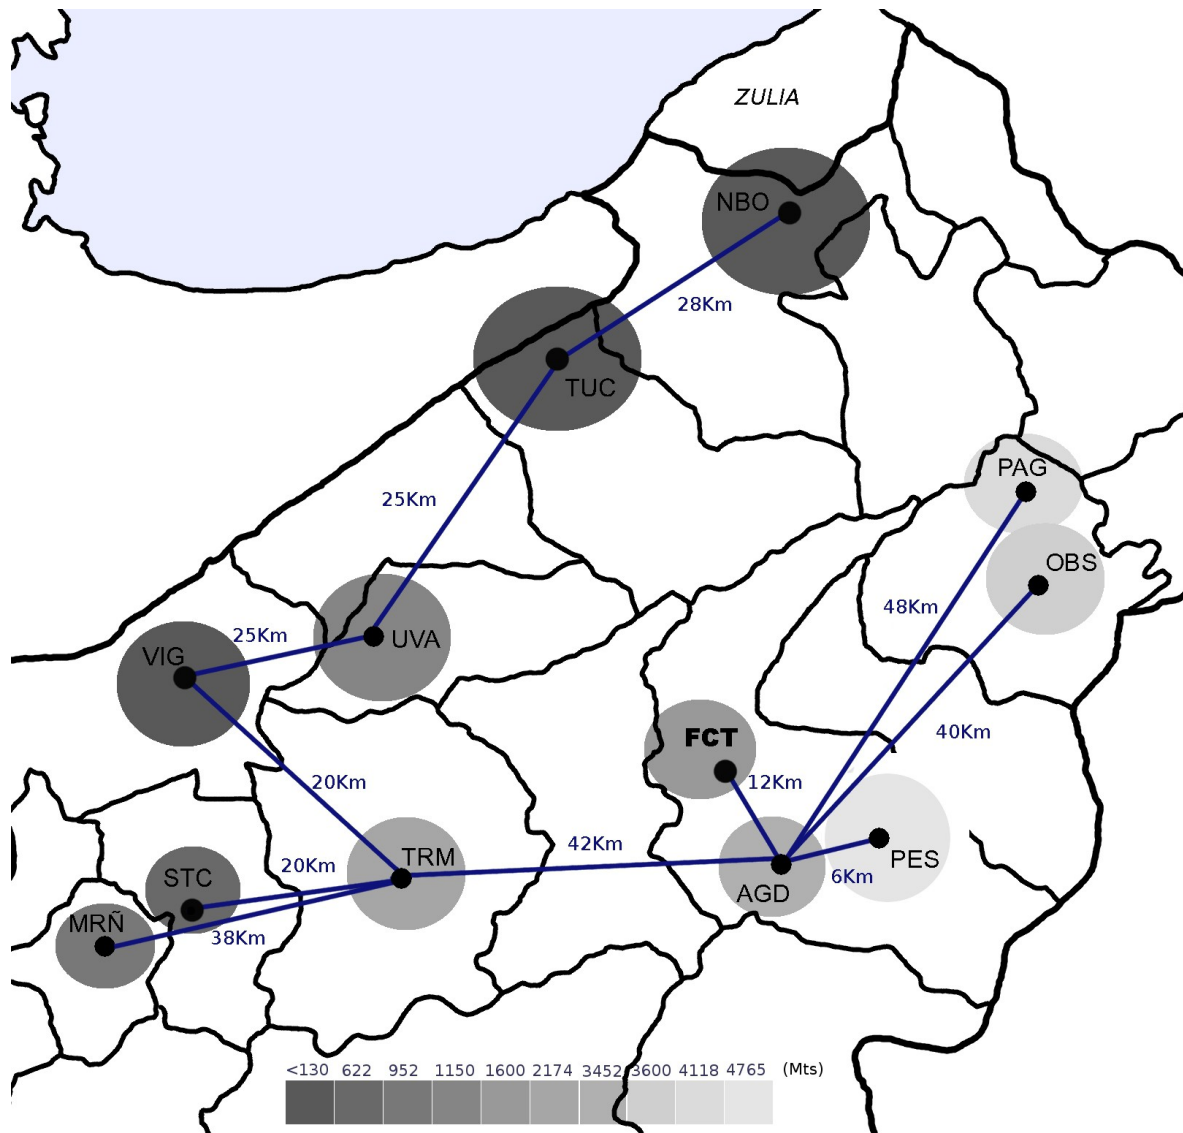 ZULIA
NBO
28Km
TUC
PAG
25Km
OBS
48Km
UVA
25Km
VIG
FCT
40Km
12Km
20Km
42Km
TRM
PES
20Km
STC
6Km
AGD
MRÑ
38Km
<130 622 952 1150 1600 2174 3452 3600 4118 4765 (Mts)